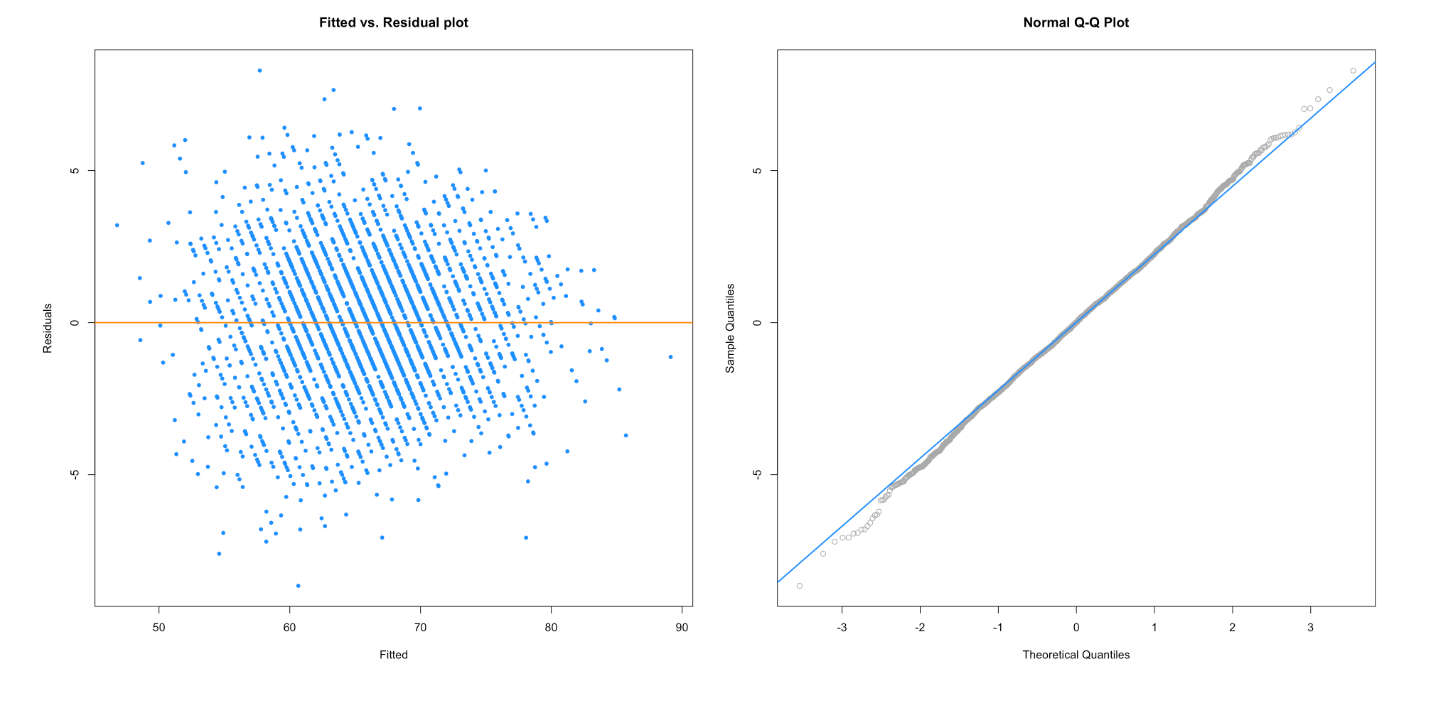 Fitted vs. Residual plot
5
0
-5
Residuals
50 60 70 80 90
Fitted
Normal Q-Q Plot
5
0
-5
Sample Quantiles
-3 -2 -1 0 1 2 3
Theoretical Quantiles